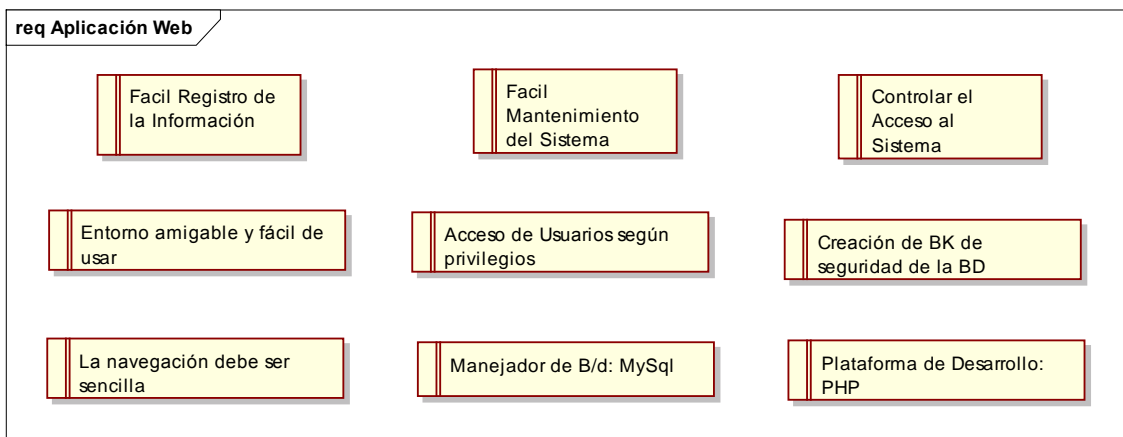 req Aplicación Web
Facil Registro de
la Información
Facil
Mantenimiento
del Sistema
Controlar el
Acceso al
Sistema
Entorno amigable y fácil de
usar
Acceso de Usuarios según
privilegios
Creación de BK de
seguridad de la BD
La navegación debe ser
sencilla
Manejador de B/d: MySql
Plataforma de Desarrollo:
PHP